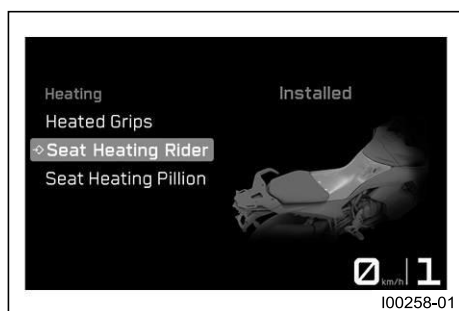 Heating
Installed
Heated Grips
Seat Heating Rider
Seat Heating Pillion
0 km/h 1
I00258-01